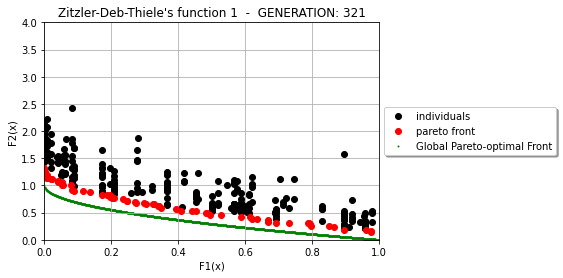 Zitzler-Deb-Thiele's function 1 - GENERATION: 321
4.0
3.5
3.0
2.5
2.0
1.5
1.0
0.5
0.0
F2(x)
0.0 0.2 0.4 0.6 0.8 1.0
F1(x)
individuals
pareto front
Global Pareto-optimal Front